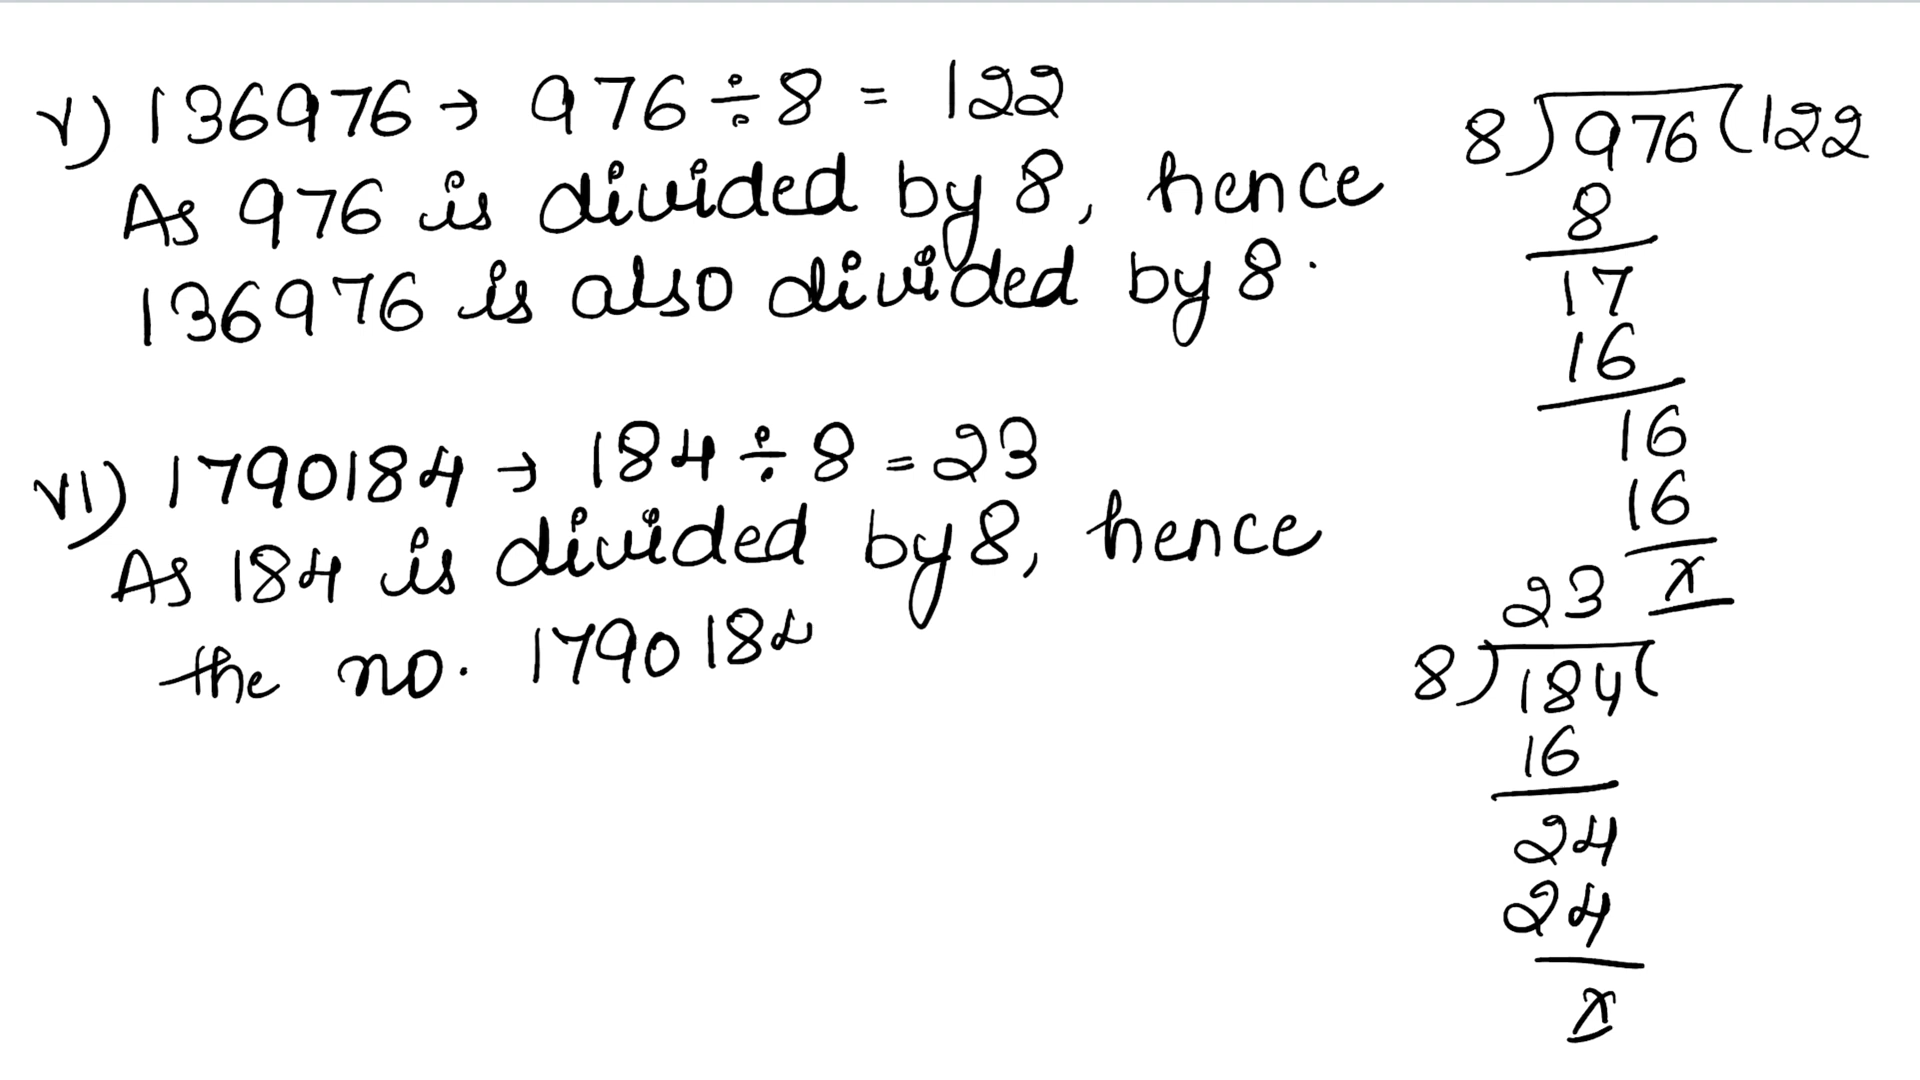 v) 136976 → 976 ÷ 8 = 122
As 976 is divided by 8, hence
136976 is also divided by 8.
vi) 1790184 → 184 ÷ 8 = 23
As 184 is divided by 8, hence
the no. 1790184
8)976(122
8
17
16
16
16
x
23
8)184(
16
24
24
x